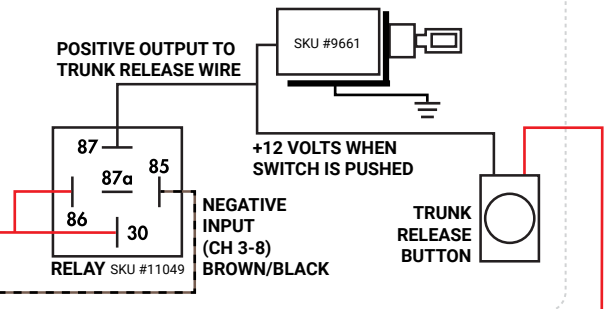 SKU #9661
POSITIVE OUTPUT TO
TRUNK RELEASE WIRE
+12 VOLTS WHEN
SWITCH IS PUSHED
87
87a
85
86
30
NEGATIVE
INPUT
(CH 3-8)
BROWN/BLACK
RELAY SKU #11049
TRUNK
RELEASE
BUTTON